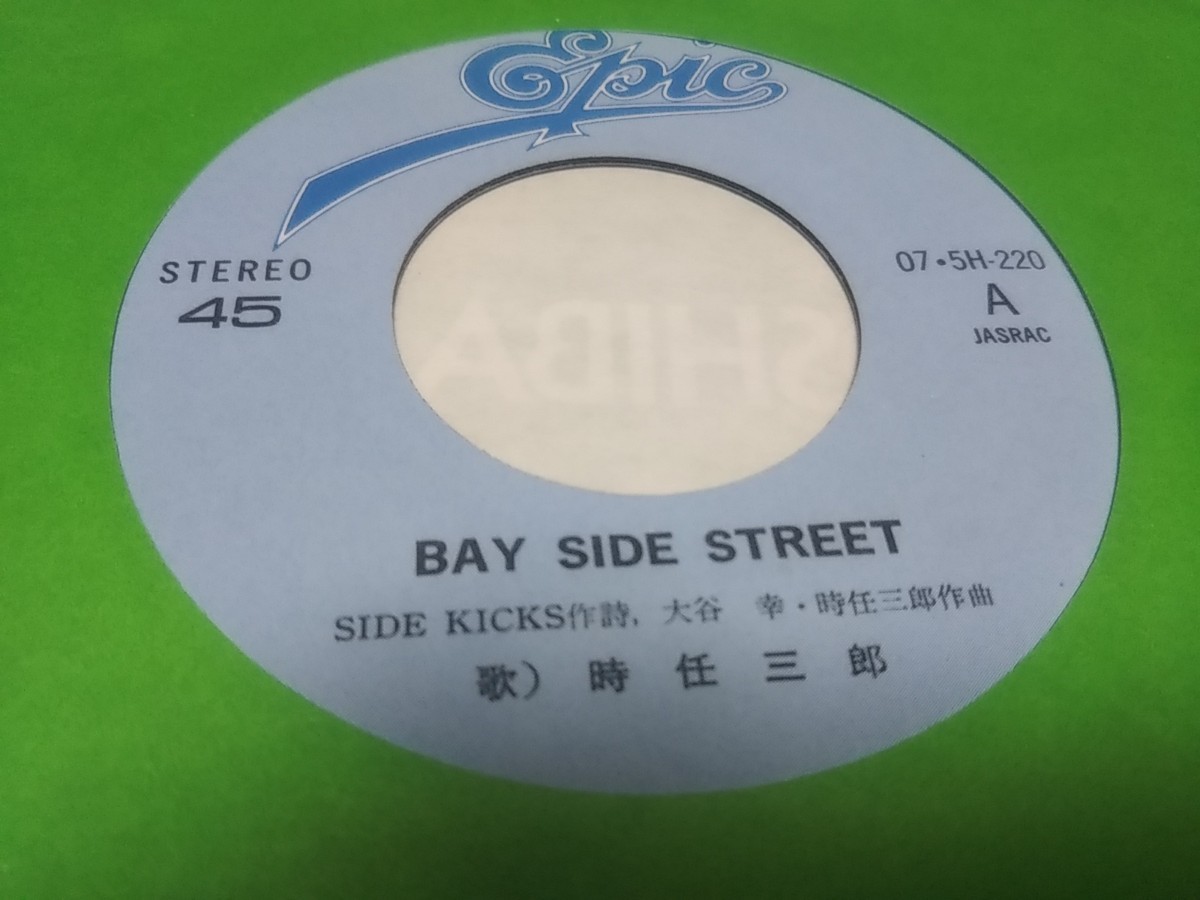 Epic
STEREO
45
07・5H-220
A
JASRAC
SHIBA
BAY SIDE STREET
SIDE KICKS作詩, 大谷 幸・時任三郎作曲
歌) 時任三郎